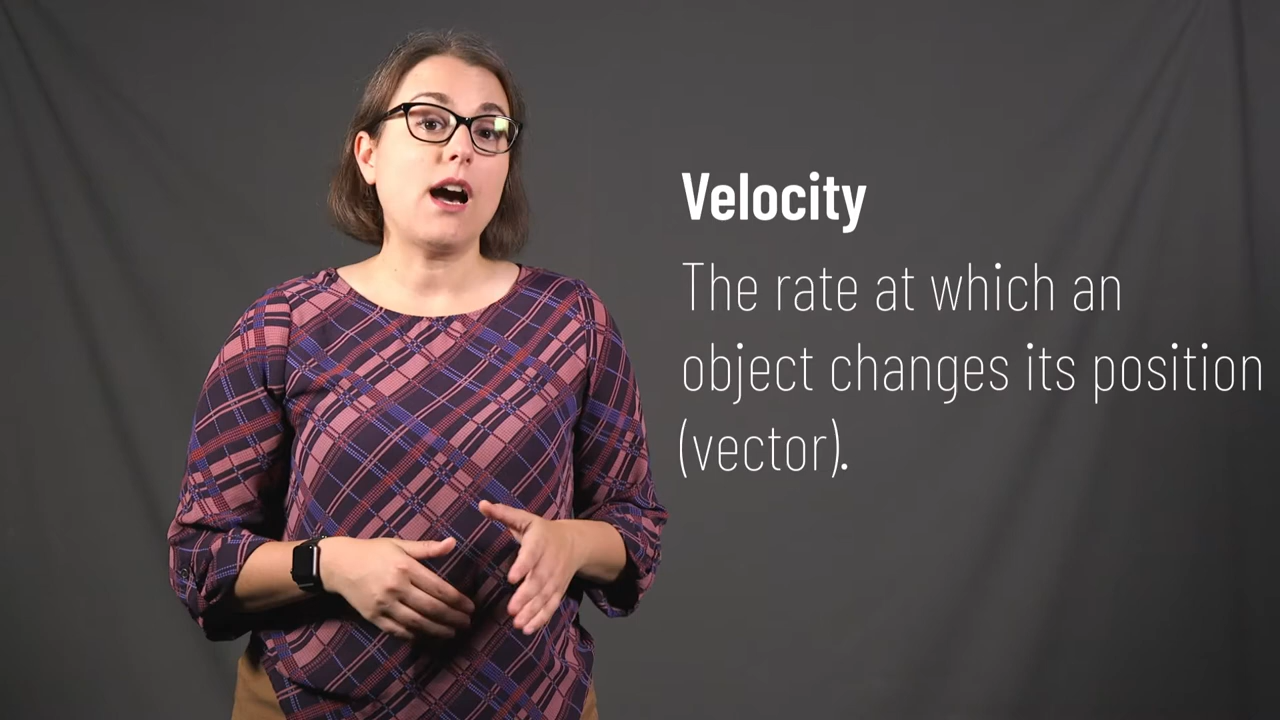 Velocity
The rate at which an
object changes its position
(vector).